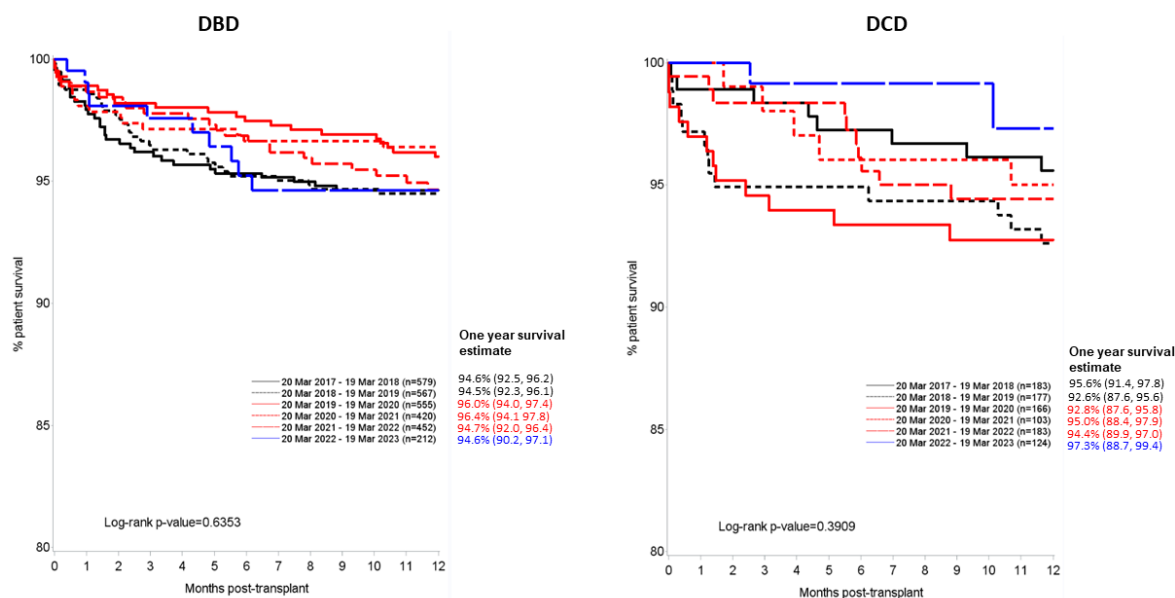 DBD
100
95
90
85
80
% patient survival
One year survival
estimate
20 Mar 2017 - 19 Mar 2018 (n=579) 94.6% (92.5, 96.2)
20 Mar 2018 - 19 Mar 2019 (n=567) 94.5% (92.3, 96.1)
20 Mar 2019 - 19 Mar 2020 (n=555) 96.0% (94.0, 97.4)
20 Mar 2020 - 19 Mar 2021 (n=420) 96.4% (94.1 97.8)
20 Mar 2021 - 19 Mar 2022 (n=452) 94.7% (92.0, 96.4)
20 Mar 2022 - 19 Mar 2023 (n=212) 94.6% (90.2, 97.1)
Log-rank p-value=0.6353
0 1 2 3 4 5 6 7 8 9 10 11 12
Months post-transplant
DCD
100
95
90
85
80
% patient survival
One year survival
estimate
20 Mar 2017 - 19 Mar 2018 (n=183) 95.6% (91.4, 97.8)
20 Mar 2018 - 19 Mar 2019 (n=177) 92.6% (87.6, 95.6)
20 Mar 2019 - 19 Mar 2020 (n=166) 92.8% (87.6, 95.8)
20 Mar 2020 - 19 Mar 2021 (n=103) 95.0% (88.4, 97.9)
20 Mar 2021 - 19 Mar 2022 (n=183) 94.4% (89.9, 97.0)
20 Mar 2022 - 19 Mar 2023 (n=124) 97.3% (88.7, 99.4)
Log-rank p-value=0.3909
0 1 2 3 4 5 6 7 8 9 10 11 12
Months post-transplant